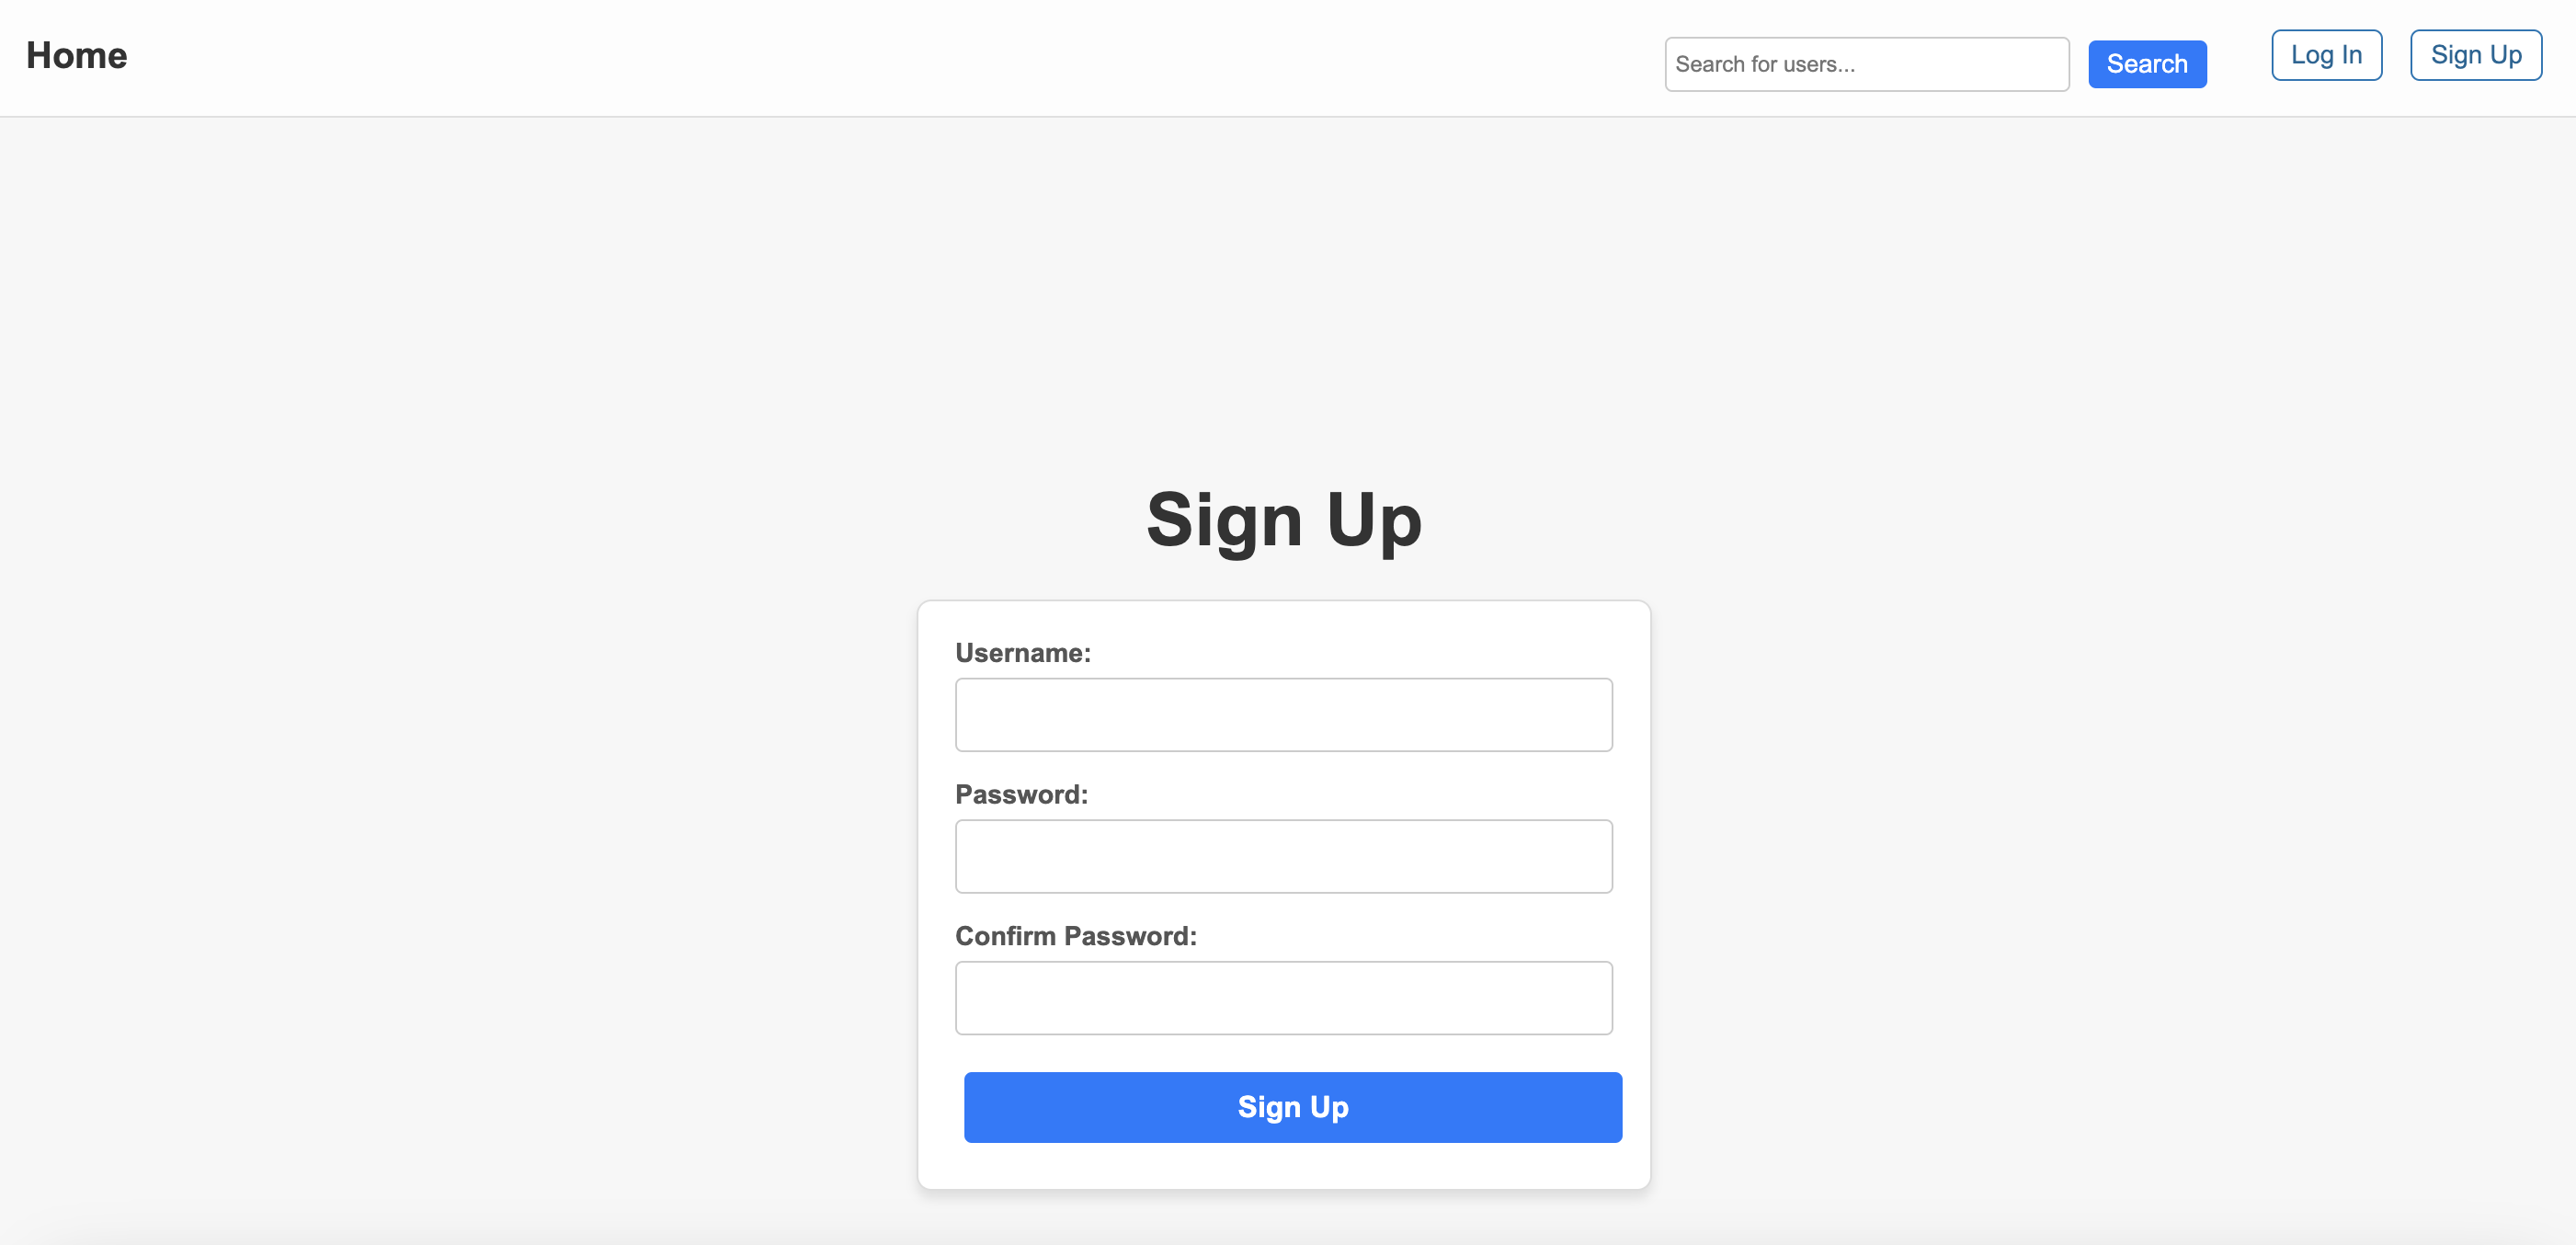 Home
Search for users...
Search
Log In
Sign Up
Sign Up
Username:
Password:
Confirm Password:
Sign Up